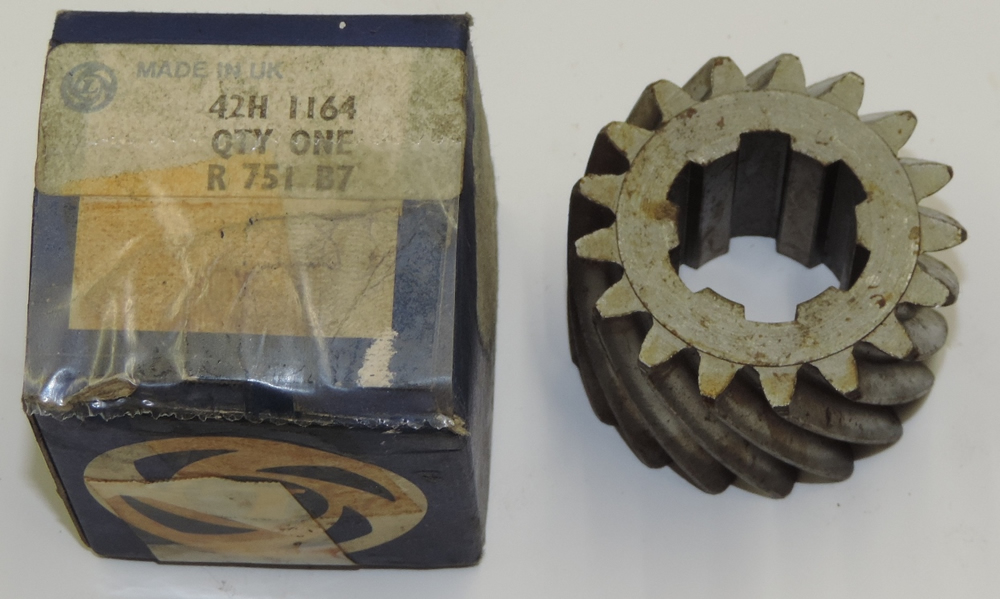 MADE IN UK
42H 1164
QTY ONE
R 751 B7